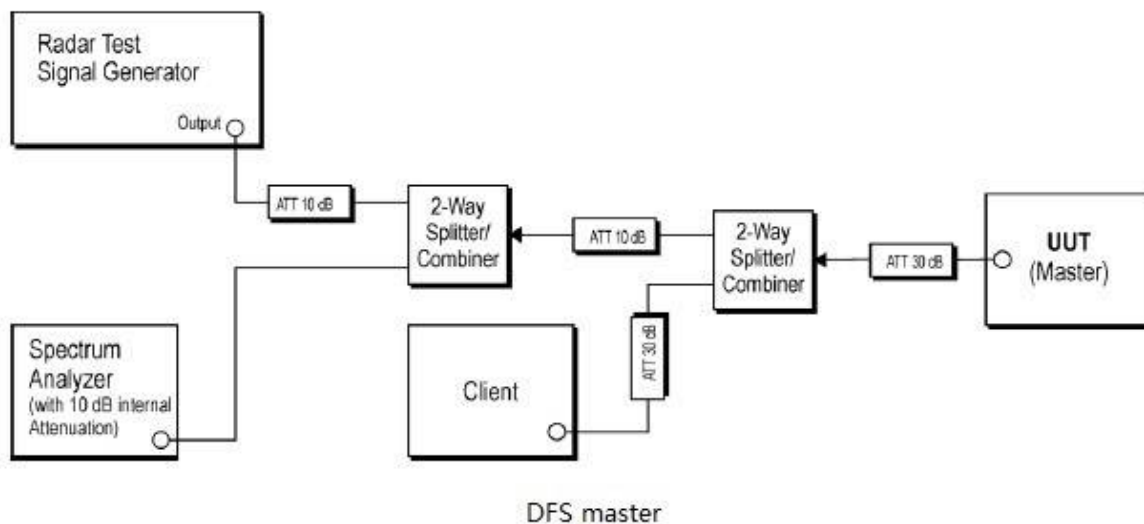 Radar Test
Signal Generator
Output
ATT 10 dB
2-Way
Splitter/
Combiner
ATT 10 dB
2-Way
Splitter/
Combiner
ATT 30 dB
UUT
(Master)
Spectrum
Analyzer
(with 10 dB internal
Attenuation)
Client
ATT 30 dB
DFS master